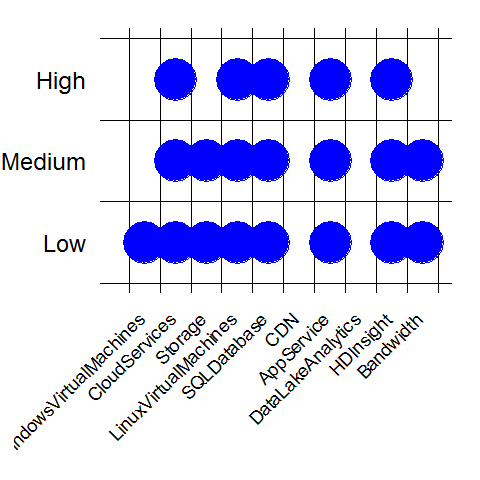 High
Medium
Low
ndowsVirtualMachines
CloudServices
Storage
LinuxVirtualMachines
SQLDatabase
CDN
AppService
DataLakeAnalytics
HDInsight
Bandwidth